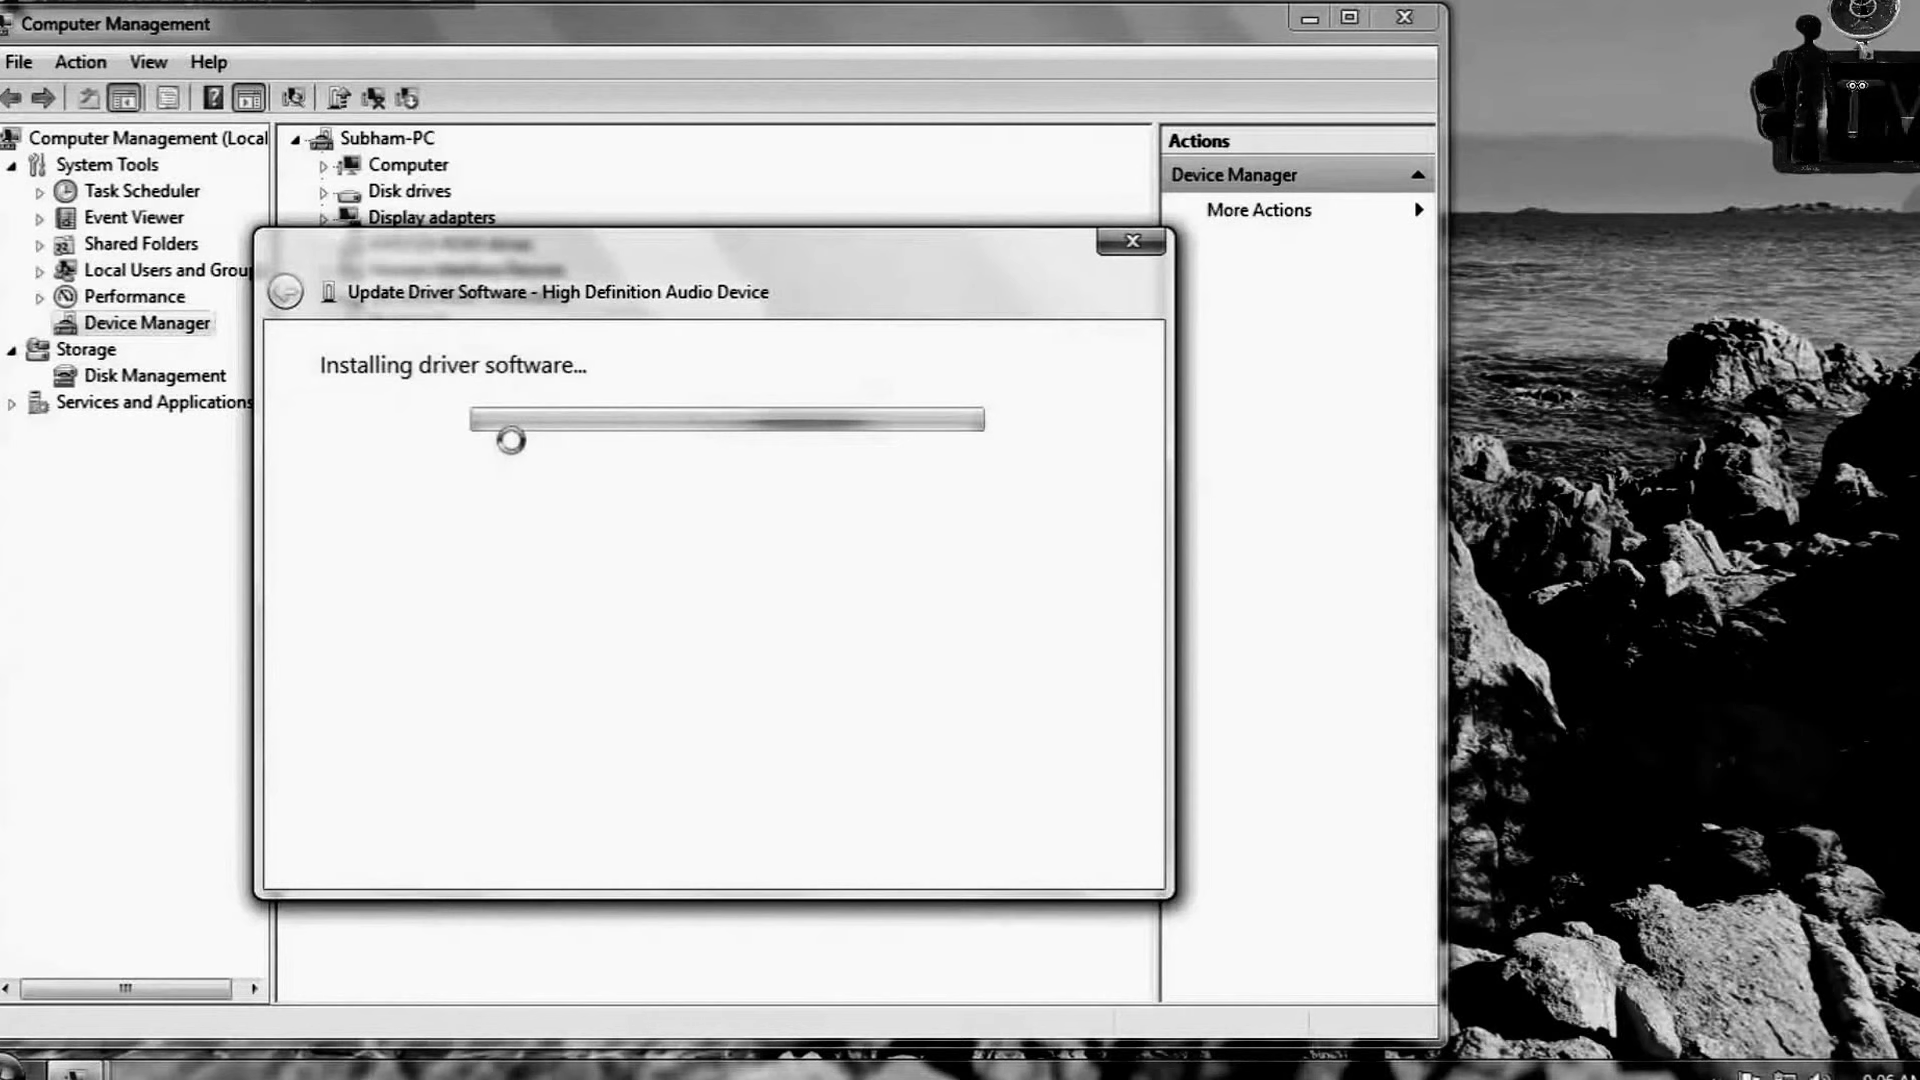 Computer Management
File Action View Help
Computer Management (Local
System Tools
Task Scheduler
Event Viewer
Shared Folders
Local Users and Grou
Performance
Device Manager
Storage
Disk Management
Services and Applications
Subham-PC
Computer
Disk drives
Display adapters
Actions
Device Manager
More Actions
Update Driver Software - High Definition Audio Device
Installing driver software...